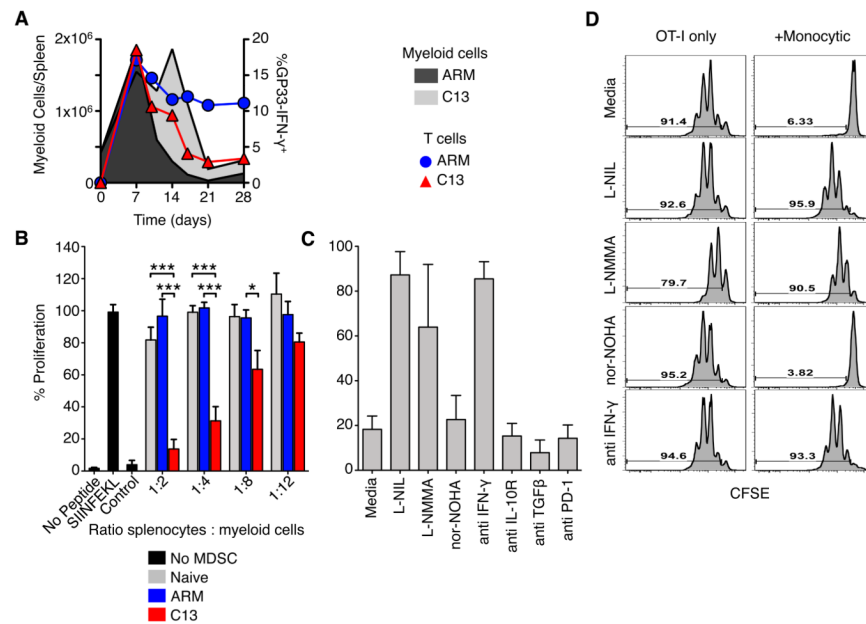 A
Myeloid Cells/Spleen
2x10⁶
1x10⁶
0
20
15
10
5
0
%GP33-IFN-γ⁺
0 7 14 21 28
Time (days)
Myeloid cells
ARM
C13
T cells
ARM
C13
B
% Proliferation
140
120
100
80
60
40
20
0
*** *** *
*** ***
No Peptide
SIINFEKL
Control
1:2
1:4
1:8
1:12
Ratio splenocytes : myeloid cells
No MDSC
Naive
ARM
C13
C
100
80
60
40
20
0
Media
L-NIL
L-NMMA
nor-NOHA
anti IFN-γ
anti IL-10R
anti TGFβ
anti PD-1
D
OT-I only +Monocytic
Media
91.4 6.33
L-NIL
92.6 95.9
L-NMMA
79.7 90.5
nor-NOHA
95.2 3.82
anti IFN-γ
94.6 93.3
CFSE